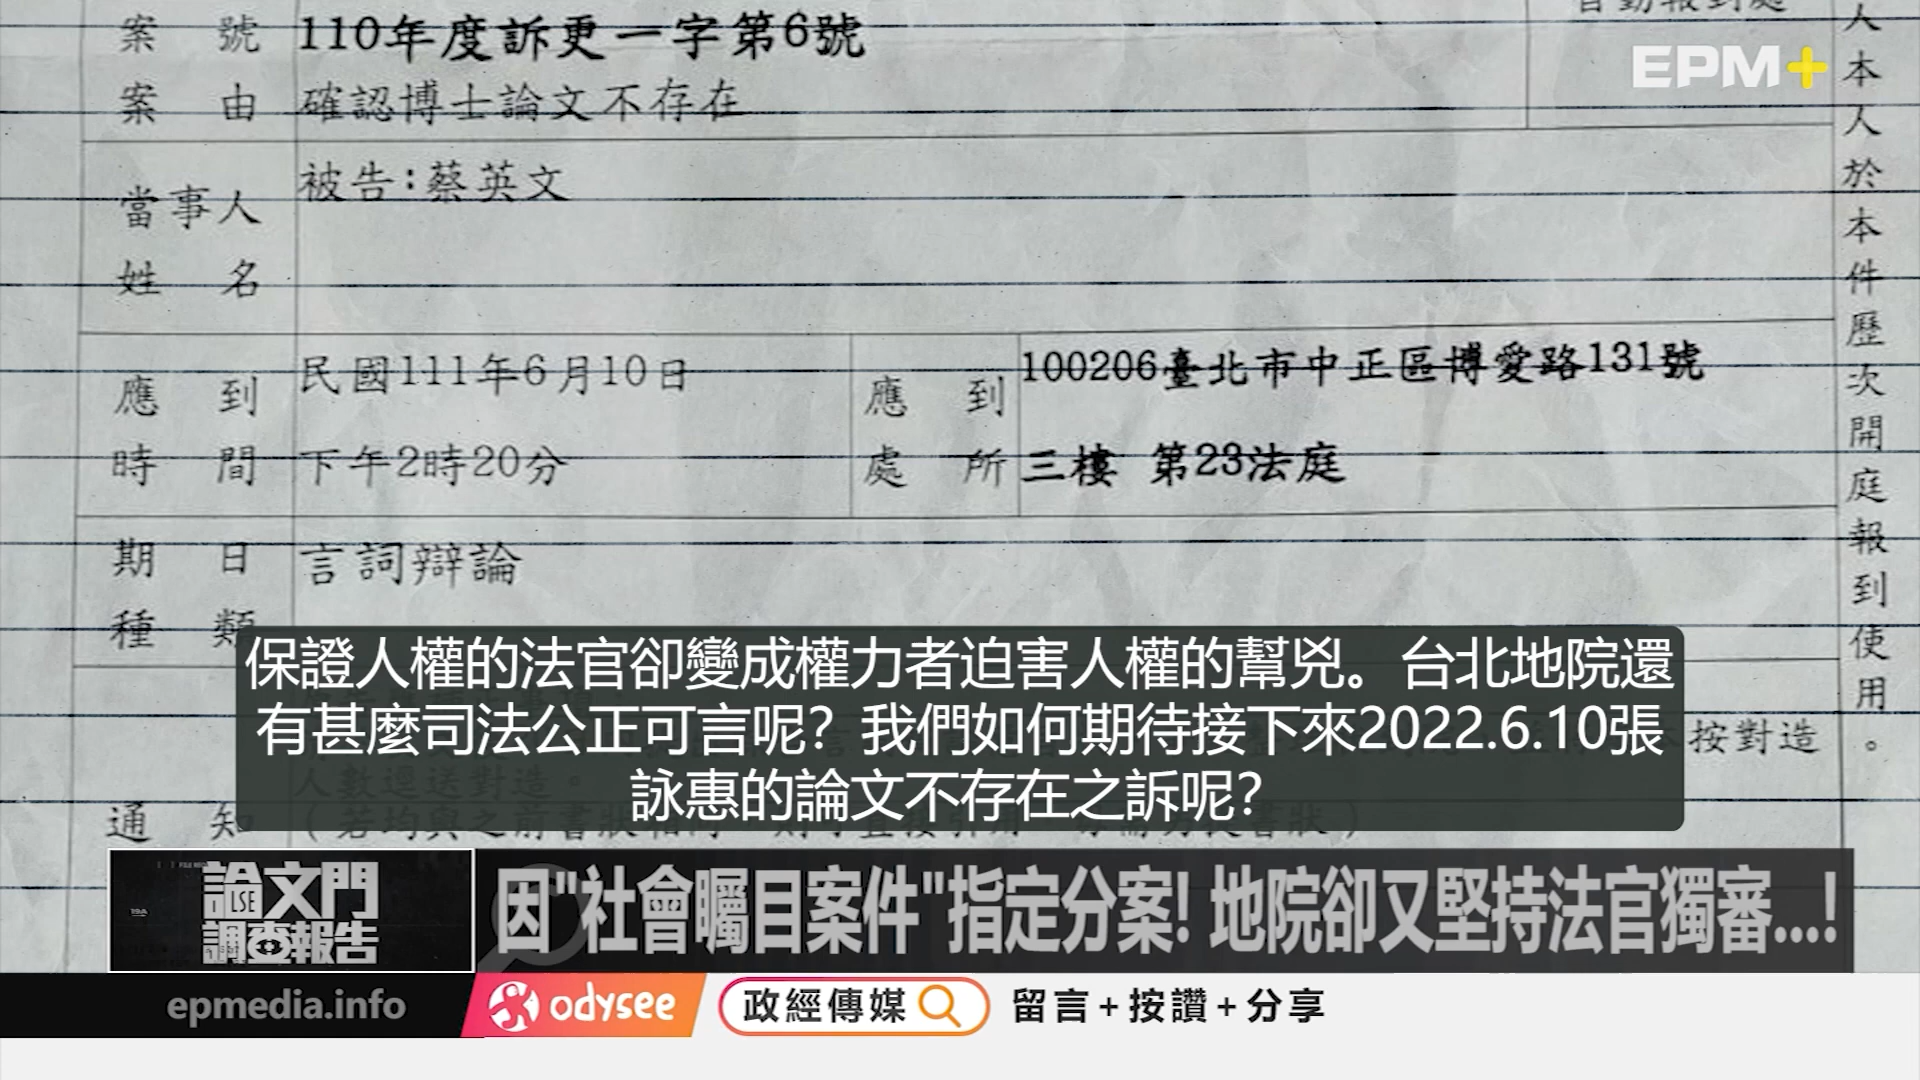 案號 110年度訴更一字第6號
案由 確認博士論文不存在
當事人姓名 被告:蔡英文
應到時間 民國111年6月10日
下午2時20分
應到處所 100206臺北市中正區博愛路131號
三樓 第23法庭
期日種類 言詞辯論
人數逕送對造。
通知
按對造
人本人於本件歷次開庭報到使用。
EPM+
保證人權的法官卻變成權力者迫害人權的幫兇。台北地院還
有甚麼司法公正可言呢？我們如何期待接下來2022.6.10張
詠惠的論文不存在之訴呢？
論文門
LSE
調查報告
因"社會矚目案件"指定分案! 地院卻又堅持法官獨審...!
epmedia.info
odysee
政經傳媒
留言+按讚+分享